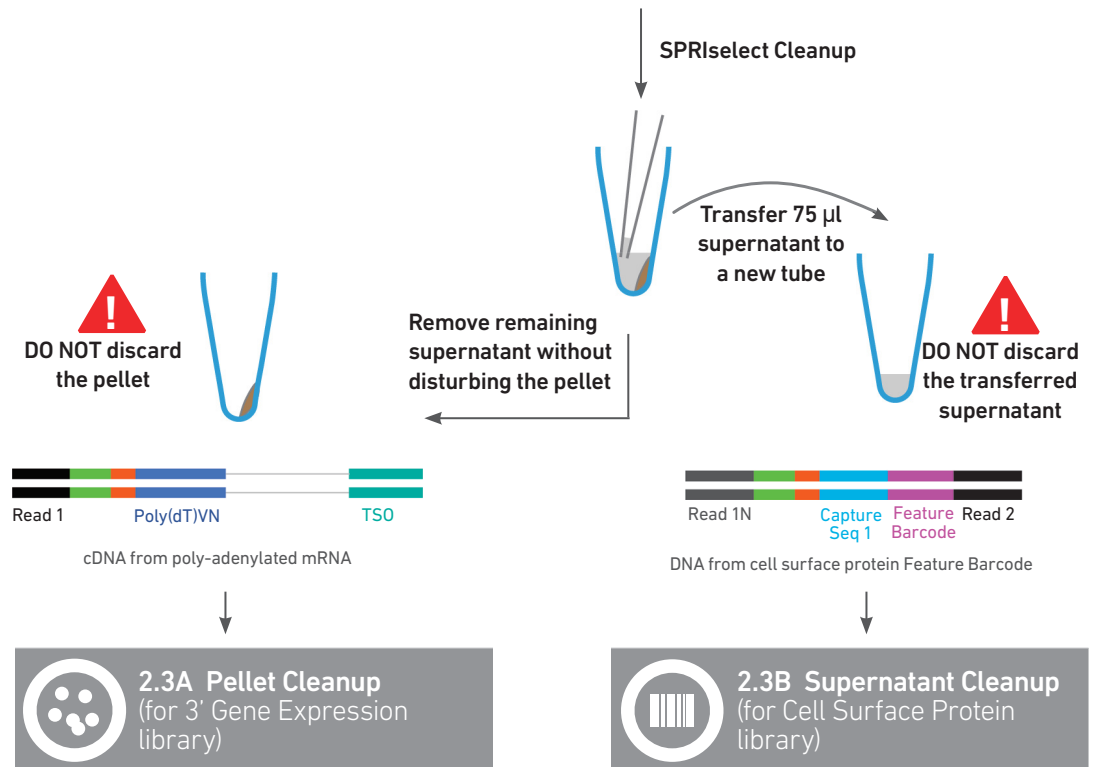 SPRIselect Cleanup
Transfer 75 µl
supernatant to
a new tube
!
DO NOT discard
the pellet
Remove remaining
supernatant without
disturbing the pellet
!
DO NOT discard
the transferred
supernatant
Read 1
Poly(dT)VN
TSO
cDNA from poly-adenylated mRNA
Read 1N
Capture
Seq 1
Feature
Barcode
Read 2
DNA from cell surface protein Feature Barcode
2.3A Pellet Cleanup
(for 3' Gene Expression
library)
2.3B Supernatant Cleanup
(for Cell Surface Protein
library)